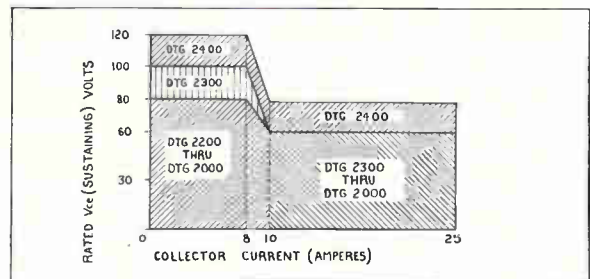 RATED Vce (SUSTAINING) VOLTS
120
100
80
60
30
DTG 2400
DTG 2300
DTG 2200
THRU
DTG 2000
DTG 2400
DTG 2300
THRU
DTG 2000
0
8
10
25
COLLECTOR CURRENT (AMPERES)